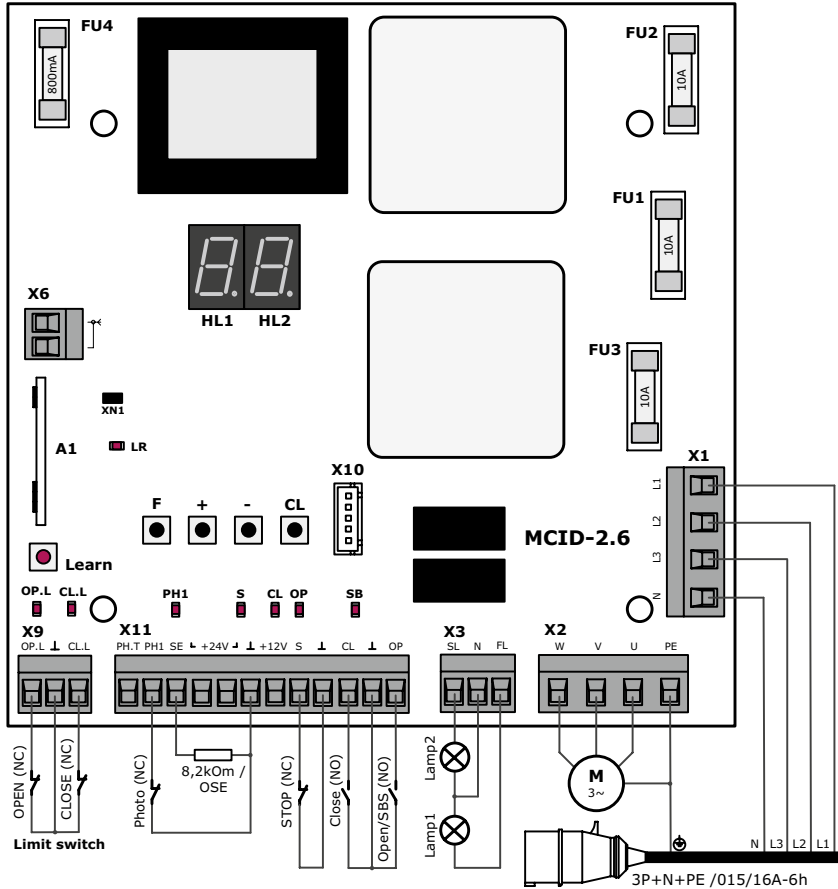 FU4
800mA
FU2
10A
FU1
10A
HL1 HL2
X6
FU3
10A
XN1
A1
LR
X10
X1
L1
L2
L3
N
F + - CL
MCID-2.6
Learn
OP.L CL.L PH1 S CL OP SB
X9 X11 X3 X2
OP.L ⊥ CL.L PH.T PH1 SE +24V ⊥ +12V S ⊥ CL ⊥ OP SL N FL W V U PE
OPEN (NC)
CLOSE (NC)
Limit switch
Photo (NC)
8,2kOm /
OSE
STOP (NC)
Close (NO)
Open/SBS (NO)
Lamp2
Lamp1
M
3~
N L3 L2 L1
3P+N+PE /015/16A-6h